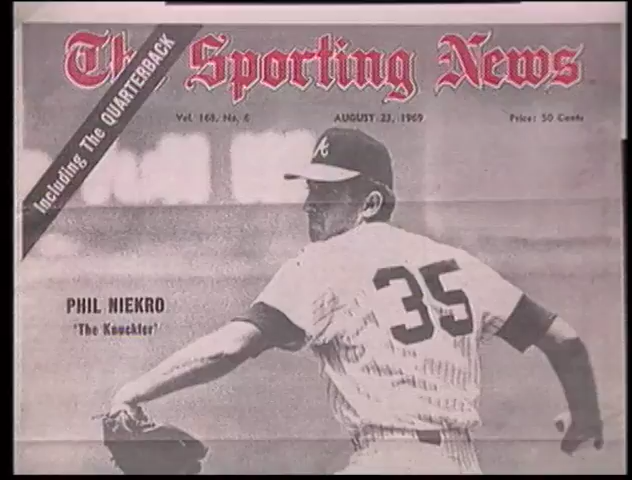 The Sporting News
Including The QUARTERBACK
Vol. 168, No. 6 AUGUST 23, 1969 Price: 50 Cents
A
35
PHIL NIEKRO
'The Knuckler'